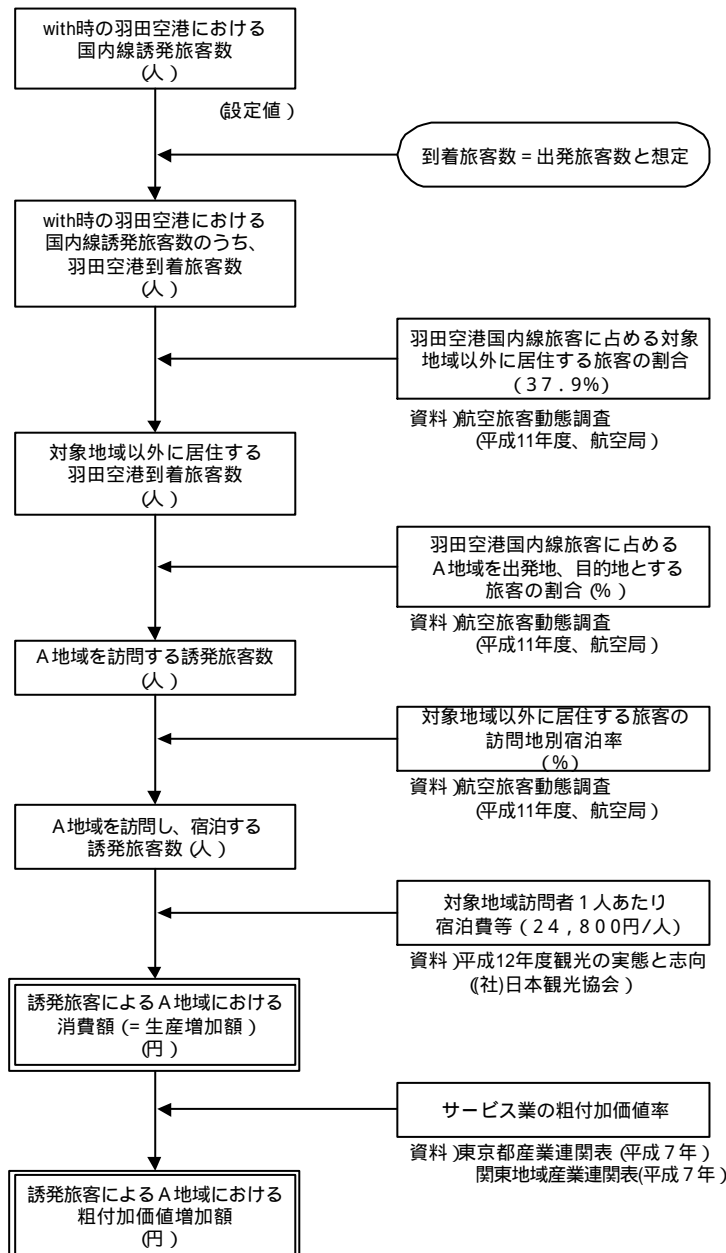 with時の羽田空港における
国内線誘発旅客数
(人)
(設定値)
到着旅客数=出発旅客数と想定
with時の羽田空港における
国内線誘発旅客数のうち、
羽田空港到着旅客数
(人)
羽田空港国内線旅客に占める対象
地域以外に居住する旅客の割合
(37.9%)
資料)航空旅客動態調査
(平成11年度、航空局)
対象地域以外に居住する
羽田空港到着旅客数
(人)
羽田空港国内線旅客に占める
A地域を出発地、目的地とする
旅客の割合(%)
資料)航空旅客動態調査
(平成11年度、航空局)
A地域を訪問する誘発旅客数
(人)
対象地域以外に居住する旅客の
訪問地別宿泊率
(%)
資料)航空旅客動態調査
(平成11年度、航空局)
A地域を訪問し、宿泊する
誘発旅客数(人)
対象地域訪問者1人あたり
宿泊費等(24,800円/人)
資料)平成12年度観光の実態と志向
((社)日本観光協会)
誘発旅客によるA地域における
消費額(=生産増加額)
(円)
サービス業の粗付加価値率
資料)東京都産業連関表(平成7年)
関東地域産業連関表(平成7年)
誘発旅客によるA地域における
粗付加価値増加額
(円)